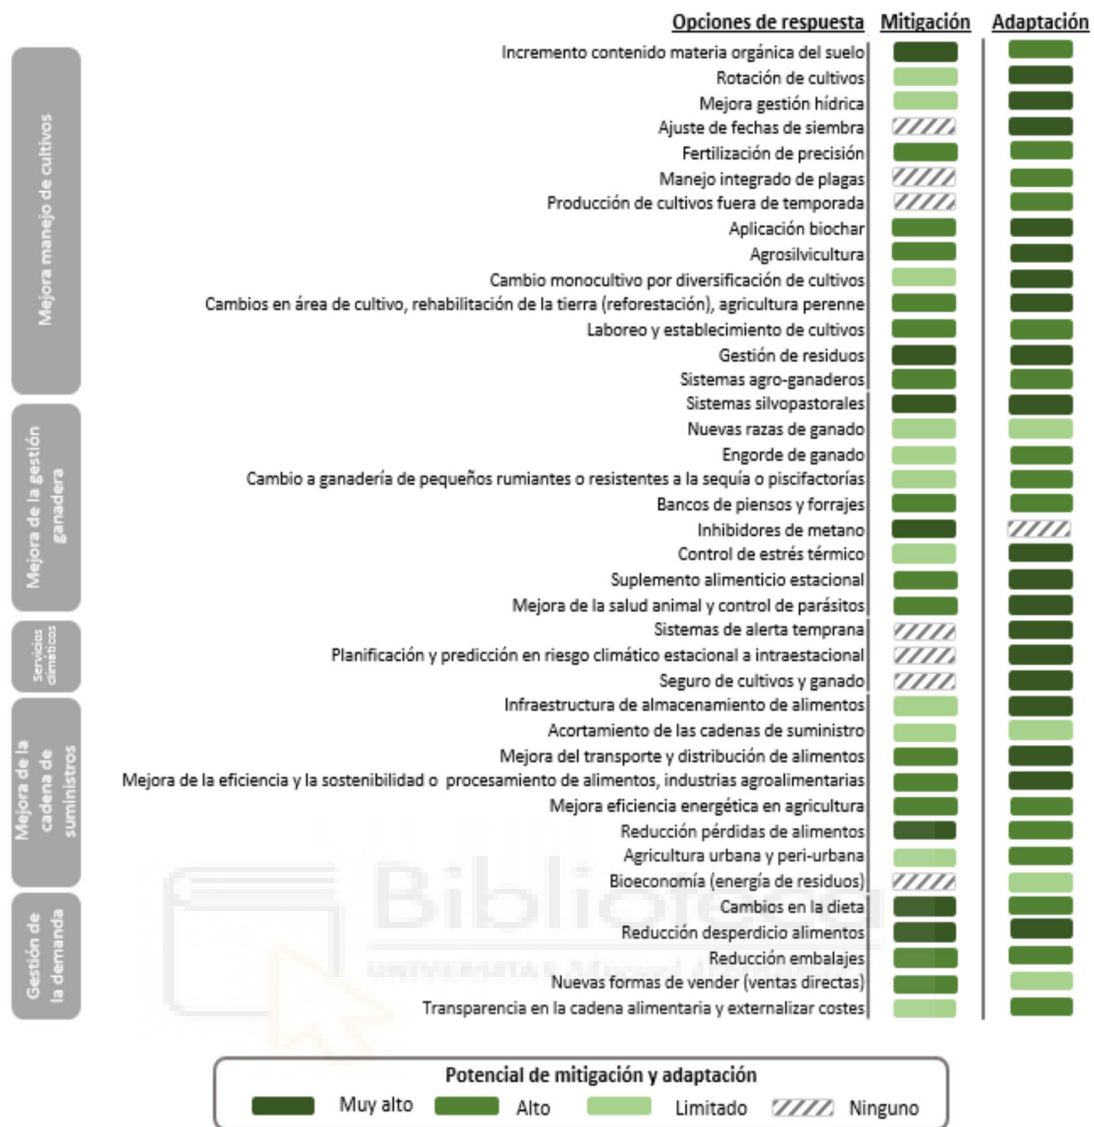 Opciones de respuesta Mitigación Adaptación
Mejora manejo de cultivos
Incremento contenido materia orgánica del suelo
Rotación de cultivos
Mejora gestión hídrica
Ajuste de fechas de siembra
Fertilización de precisión
Manejo integrado de plagas
Producción de cultivos fuera de temporada
Aplicación biochar
Agrosilvicultura
Cambio monocultivo por diversificación de cultivos
Cambios en área de cultivo, rehabilitación de la tierra (reforestación), agricultura perenne
Laboreo y establecimiento de cultivos
Gestión de residuos
Sistemas agro-ganaderos
Mejora de la gestión
ganadera
Sistemas silvopastorales
Nuevas razas de ganado
Engorde de ganado
Cambio a ganadería de pequeños rumiantes o resistentes a la sequía o piscifactorías
Bancos de piensos y forrajes
Inhibidores de metano
Control de estrés térmico
Suplemento alimenticio estacional
Mejora de la salud animal y control de parásitos
Servicios
climáticos
Sistemas de alerta temprana
Planificación y predicción en riesgo climático estacional a intraestacional
Seguro de cultivos y ganado
Mejora de la
cadena de
suministros
Infraestructura de almacenamiento de alimentos
Acortamiento de las cadenas de suministro
Mejora del transporte y distribución de alimentos
Mejora de la eficiencia y la sostenibilidad o procesamiento de alimentos, industrias agroalimentarias
Mejora eficiencia energética en agricultura
Reducción pérdidas de alimentos
Agricultura urbana y peri-urbana
Bioeconomía (energía de residuos)
Gestión de
la demanda
Cambios en la dieta
Reducción desperdicio alimentos
Reducción embalajes
Nuevas formas de vender (ventas directas)
Transparencia en la cadena alimentaria y externalizar costes
Biblioteca
UNIVERSITAS Miguel Hernández
Potencial de mitigación y adaptación
Muy alto Alto Limitado Ninguno